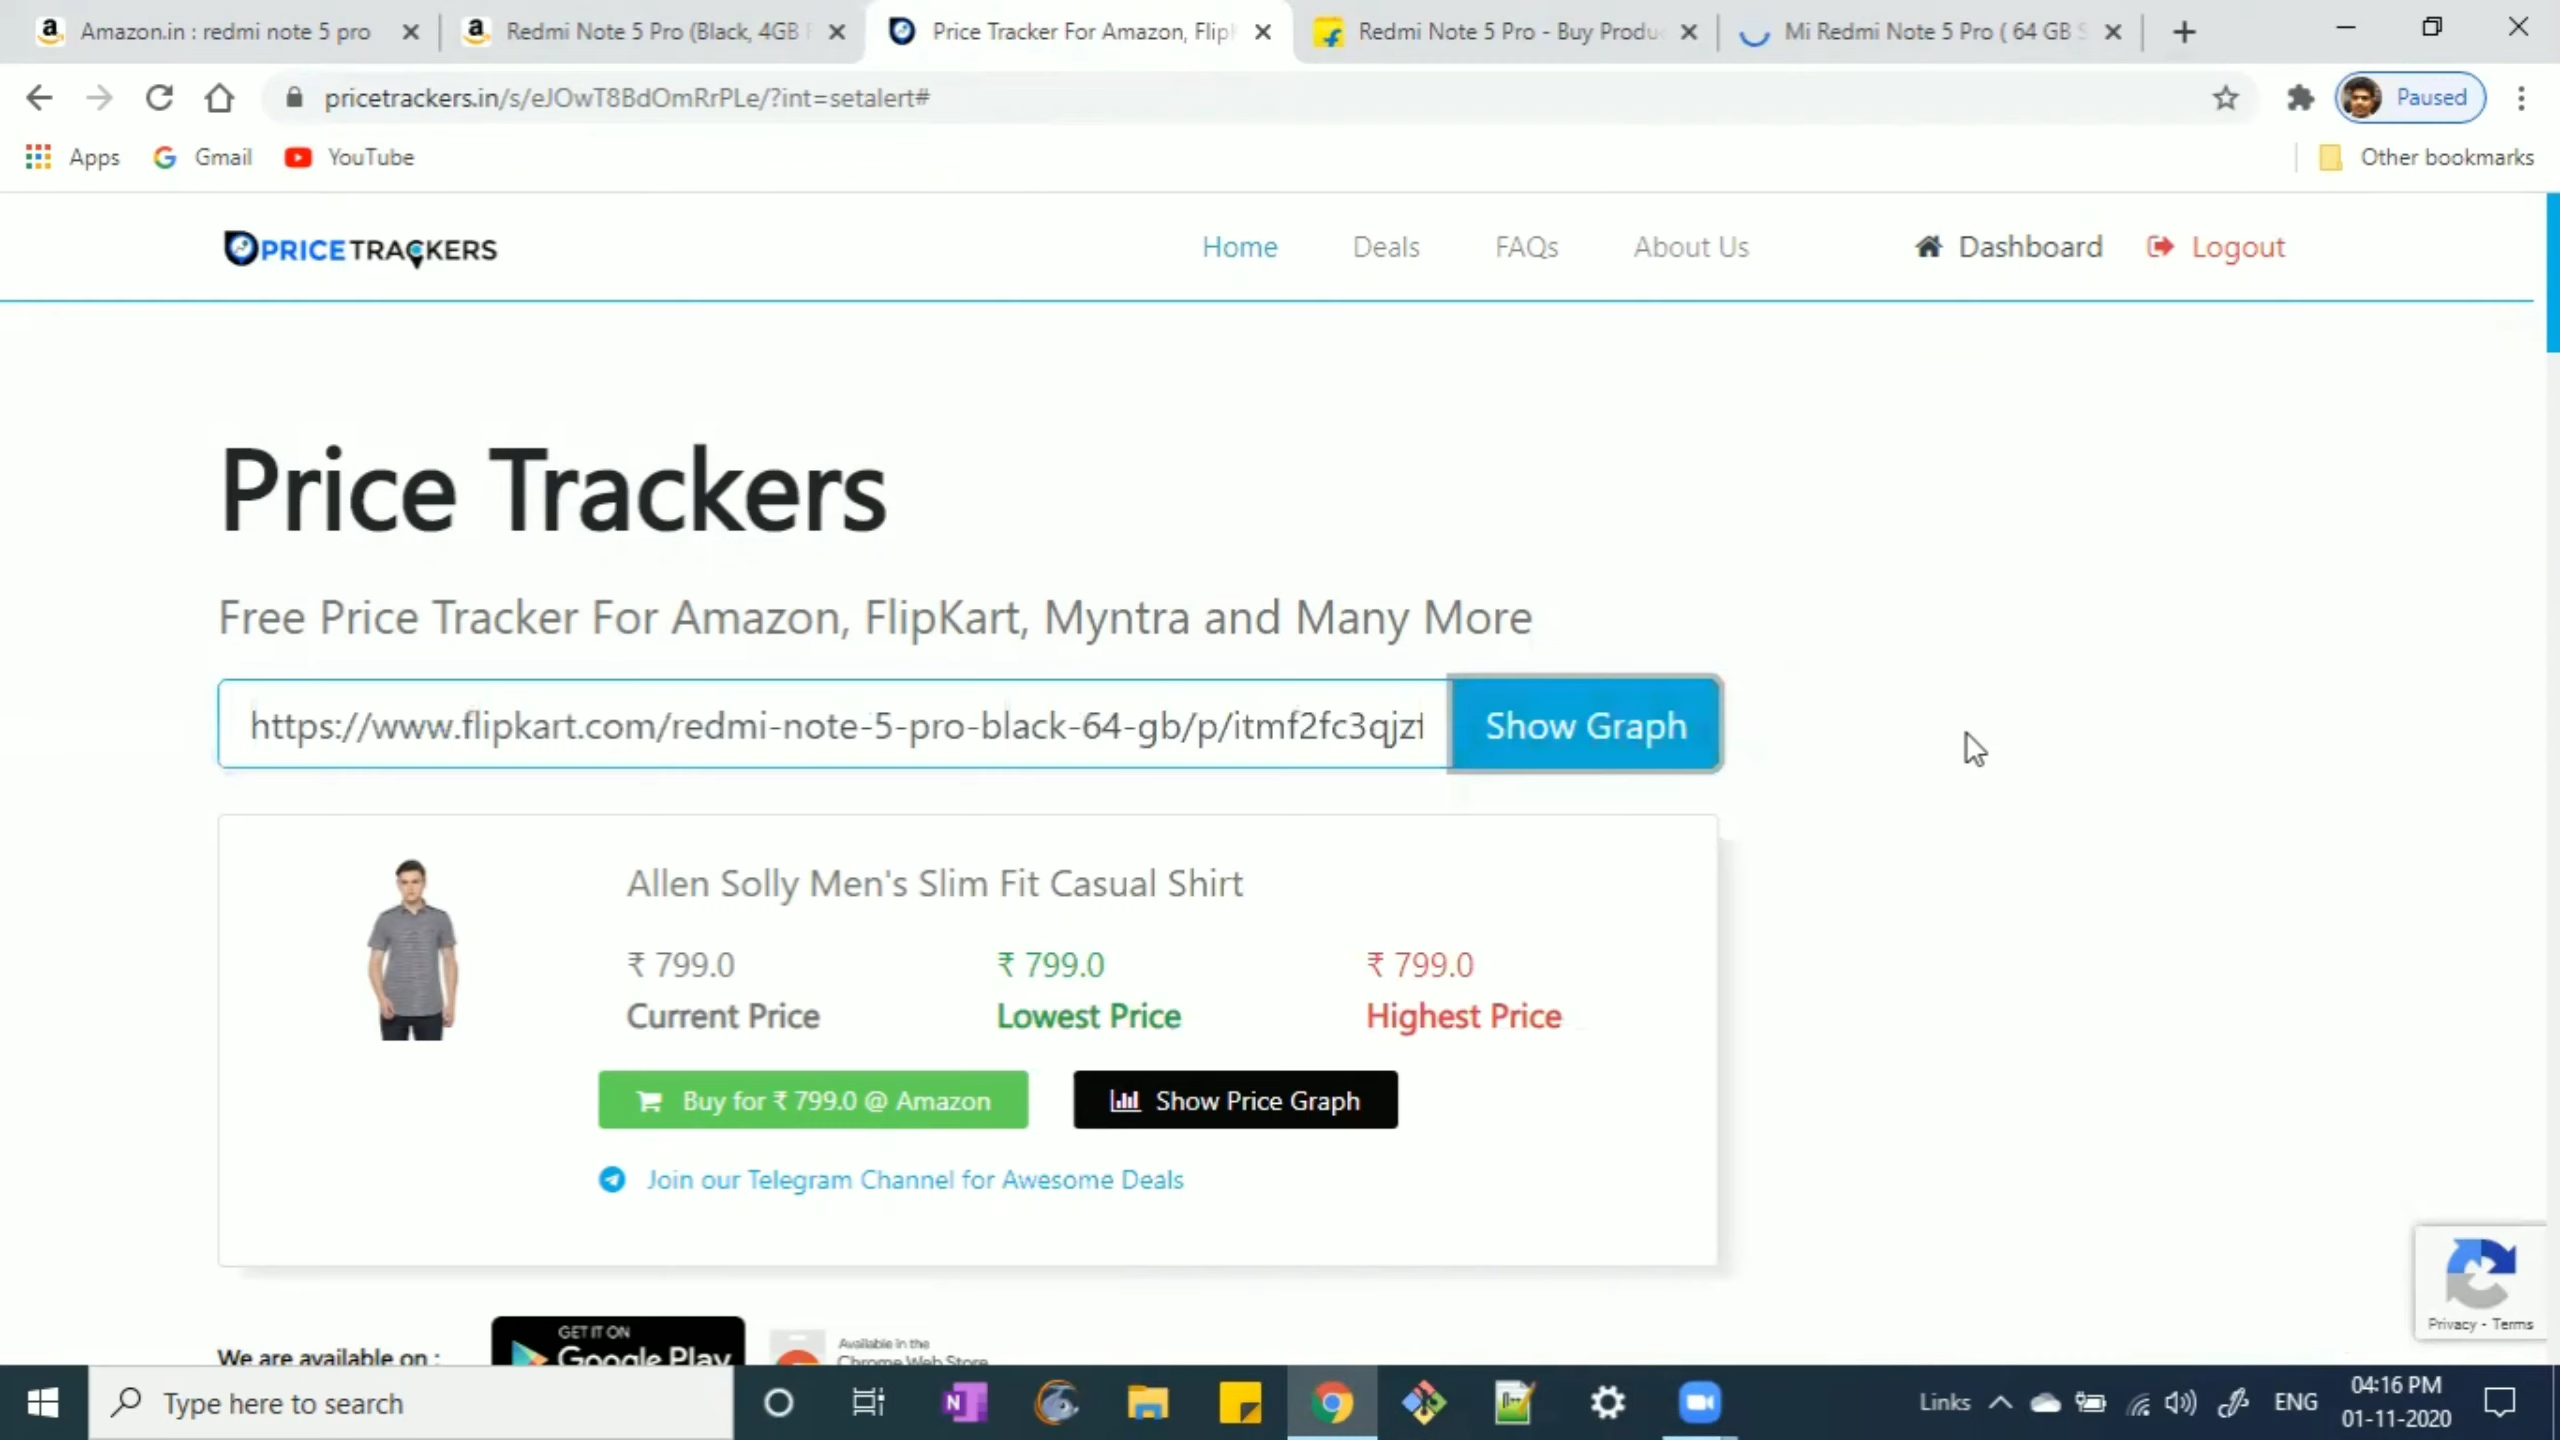 Amazon.in : redmi note 5 pro
Redmi Note 5 Pro (Black, 4GB
Price Tracker For Amazon, Flip
Redmi Note 5 Pro - Buy Produ
Mi Redmi Note 5 Pro ( 64 GB
pricetrackers.in/s/eJOwT8BdOmRrPLe/?int=setalert#
Paused
Apps
Gmail
YouTube
Other bookmarks
PRICETRACKERS
Home
Deals
FAQs
About Us
Dashboard
Logout
Price Trackers
Free Price Tracker For Amazon, FlipKart, Myntra and Many More
https://www.flipkart.com/redmi-note-5-pro-black-64-gb/p/itmf2fc3qjzt
Show Graph
Allen Solly Men's Slim Fit Casual Shirt
₹ 799.0
₹ 799.0
₹ 799.0
Current Price
Lowest Price
Highest Price
Buy for ₹ 799.0 @ Amazon
Show Price Graph
Join our Telegram Channel for Awesome Deals
Privacy - Terms
We are available on :
GET IT ON
Google Play
Available in the
Chrome Web Store
Type here to search
Links
ENG
04:16 PM
01-11-2020